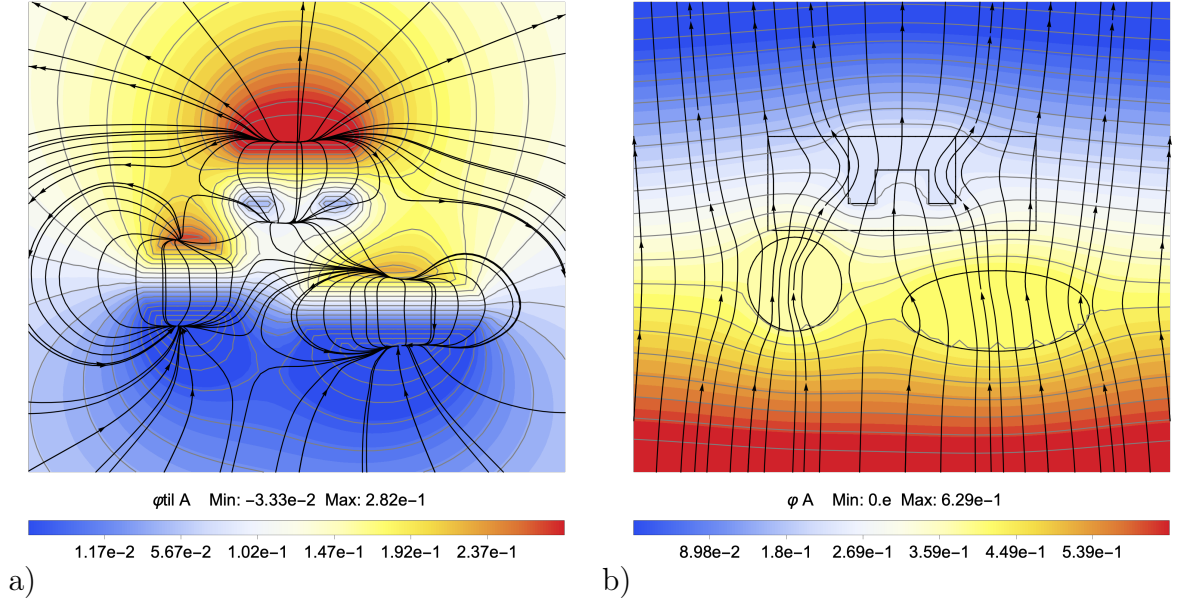 φtil A Min: −3.33e−2 Max: 2.82e−1
1.17e−2 5.67e−2 1.02e−1 1.47e−1 1.92e−1 2.37e−1
a)
φ A Min: 0.e Max: 6.29e−1
8.98e−2 1.8e−1 2.69e−1 3.59e−1 4.49e−1 5.39e−1
b)